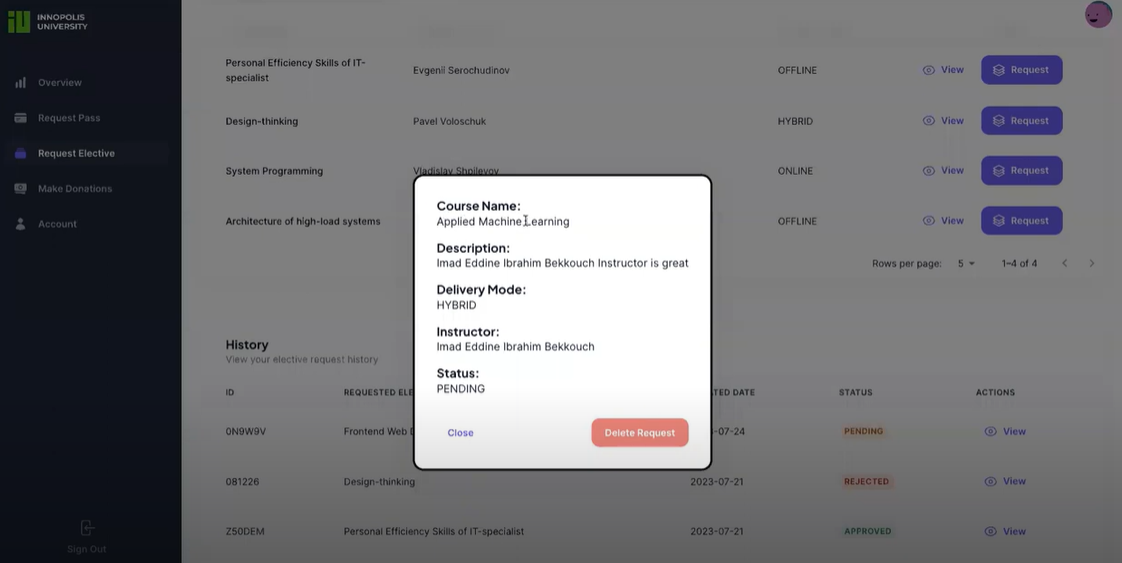 INNOPOLIS
UNIVERSITY
Overview
Request Pass
Request Elective
Make Donations
Account
Sign Out
Personal Efficiency Skills of IT-
specialist
Evgenii Serochudinov
OFFLINE
View
Request
Design-thinking
Pavel Voloschuk
HYBRID
View
Request
System Programming
Vladislav Shpilevoy
ONLINE
View
Request
Architecture of high-load systems
OFFLINE
View
Request
Rows per page: 5
1–4 of 4
Course Name:
Applied Machine Learning
Description:
Imad Eddine Ibrahim Bekkouch Instructor is great
Delivery Mode:
HYBRID
Instructor:
Imad Eddine Ibrahim Bekkouch
Status:
PENDING
Close
Delete Request
History
View your elective request history
ID
REQUESTED ELE
TED DATE
STATUS
ACTIONS
0N9W9V
Frontend Web
-07-24
PENDING
View
081226
Design-thinking
2023-07-21
REJECTED
View
Z50DEM
Personal Efficiency Skills of IT-specialist
2023-07-21
APPROVED
View